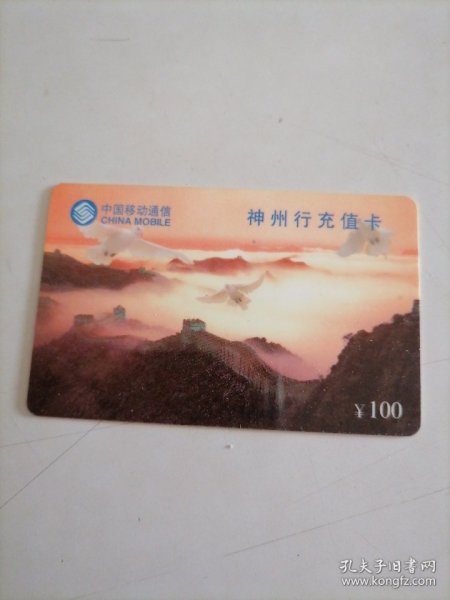 中国移动通信
CHINA MOBILE
神州行充值卡
¥100
孔夫子旧书网
www.kongfz.com